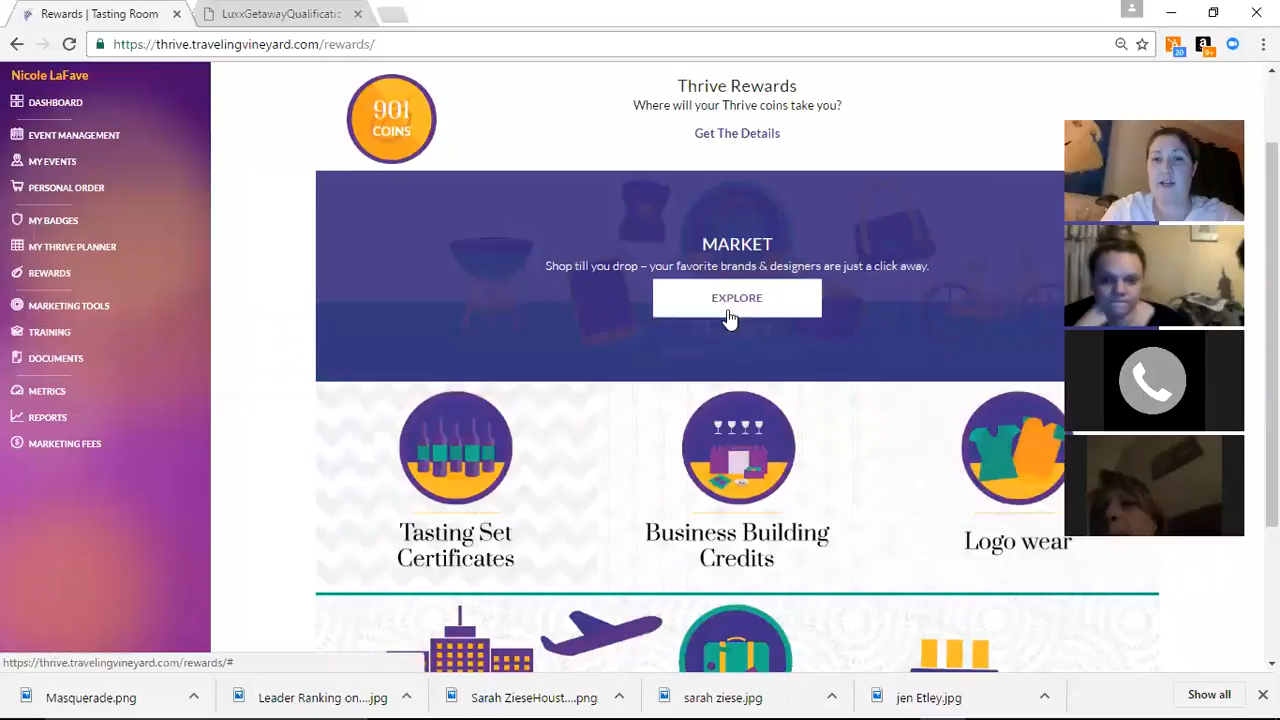 Rewards | Tasting Room
LuxxGetawayQualificatic
https://thrive.travelingvineyard.com/rewards/
20
9+
Nicole LaFave
DASHBOARD
EVENT MANAGEMENT
MY EVENTS
PERSONAL ORDER
MY BADGES
MY THRIVE PLANNER
REWARDS
MARKETING TOOLS
TRAINING
DOCUMENTS
METRICS
REPORTS
MARKETING FEES
901
COINS
Thrive Rewards
Where will your Thrive coins take you?
Get The Details
MARKET
Shop till you drop – your favorite brands & designers are just a click away.
EXPLORE
Tasting Set
Certificates
Business Building
Credits
Logo wear
https://thrive.travelingvineyard.com/rewards/#
Masquerade.png
Leader Ranking on....jpg
Sarah ZieseHoust....png
sarah ziese.jpg
jen Etley.jpg
Show all